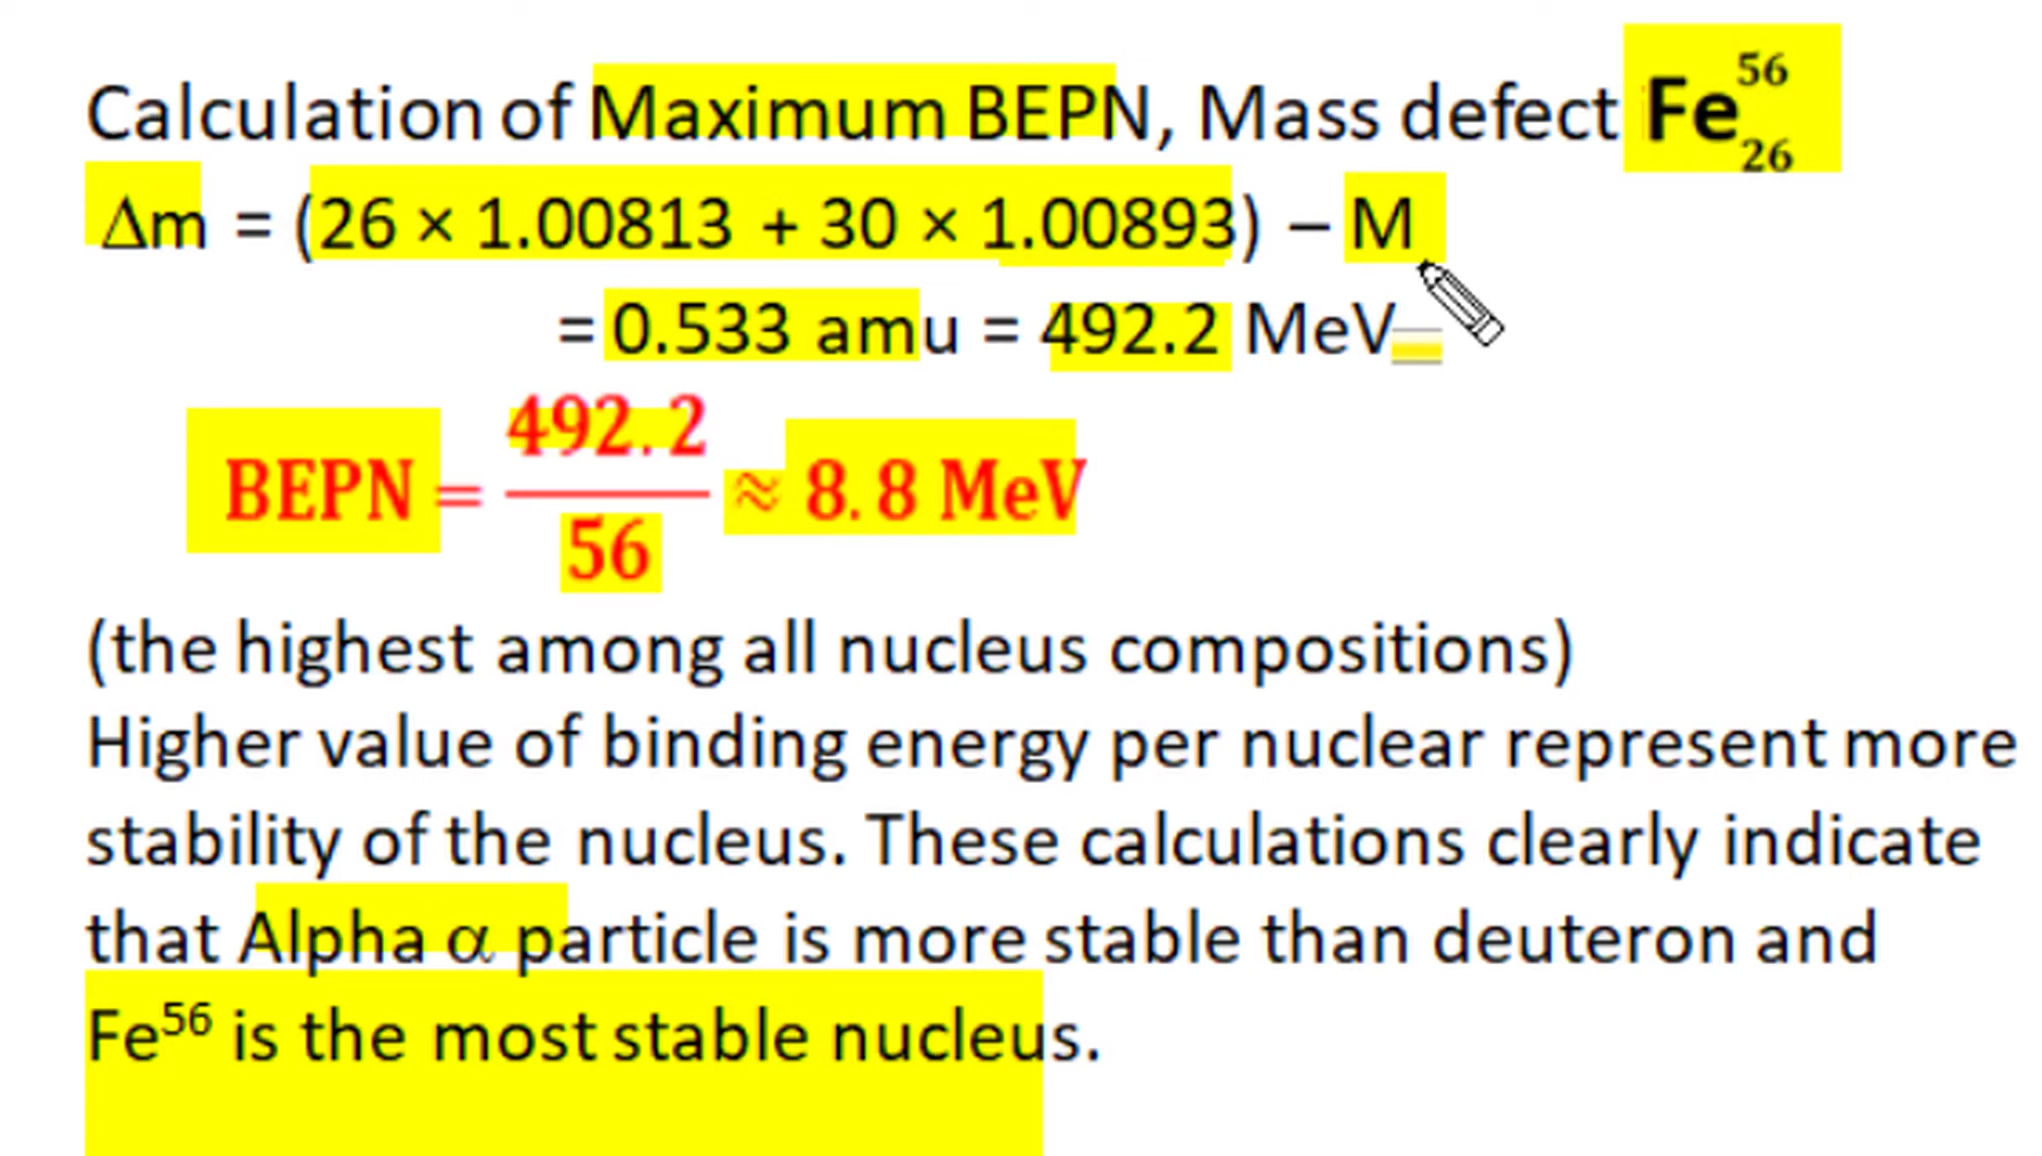 Calculation of Maximum BEPN, Mass defect Fe₂₆⁵⁶
Δm = (26 × 1.00813 + 30 × 1.00893) – M
= 0.533 amu = 492.2 MeV
BEPN = 492.2 / 56 ≈ 8.8 MeV
(the highest among all nucleus compositions)
Higher value of binding energy per nuclear represent more
stability of the nucleus. These calculations clearly indicate
that Alpha α particle is more stable than deuteron and
Fe⁵⁶ is the most stable nucleus.